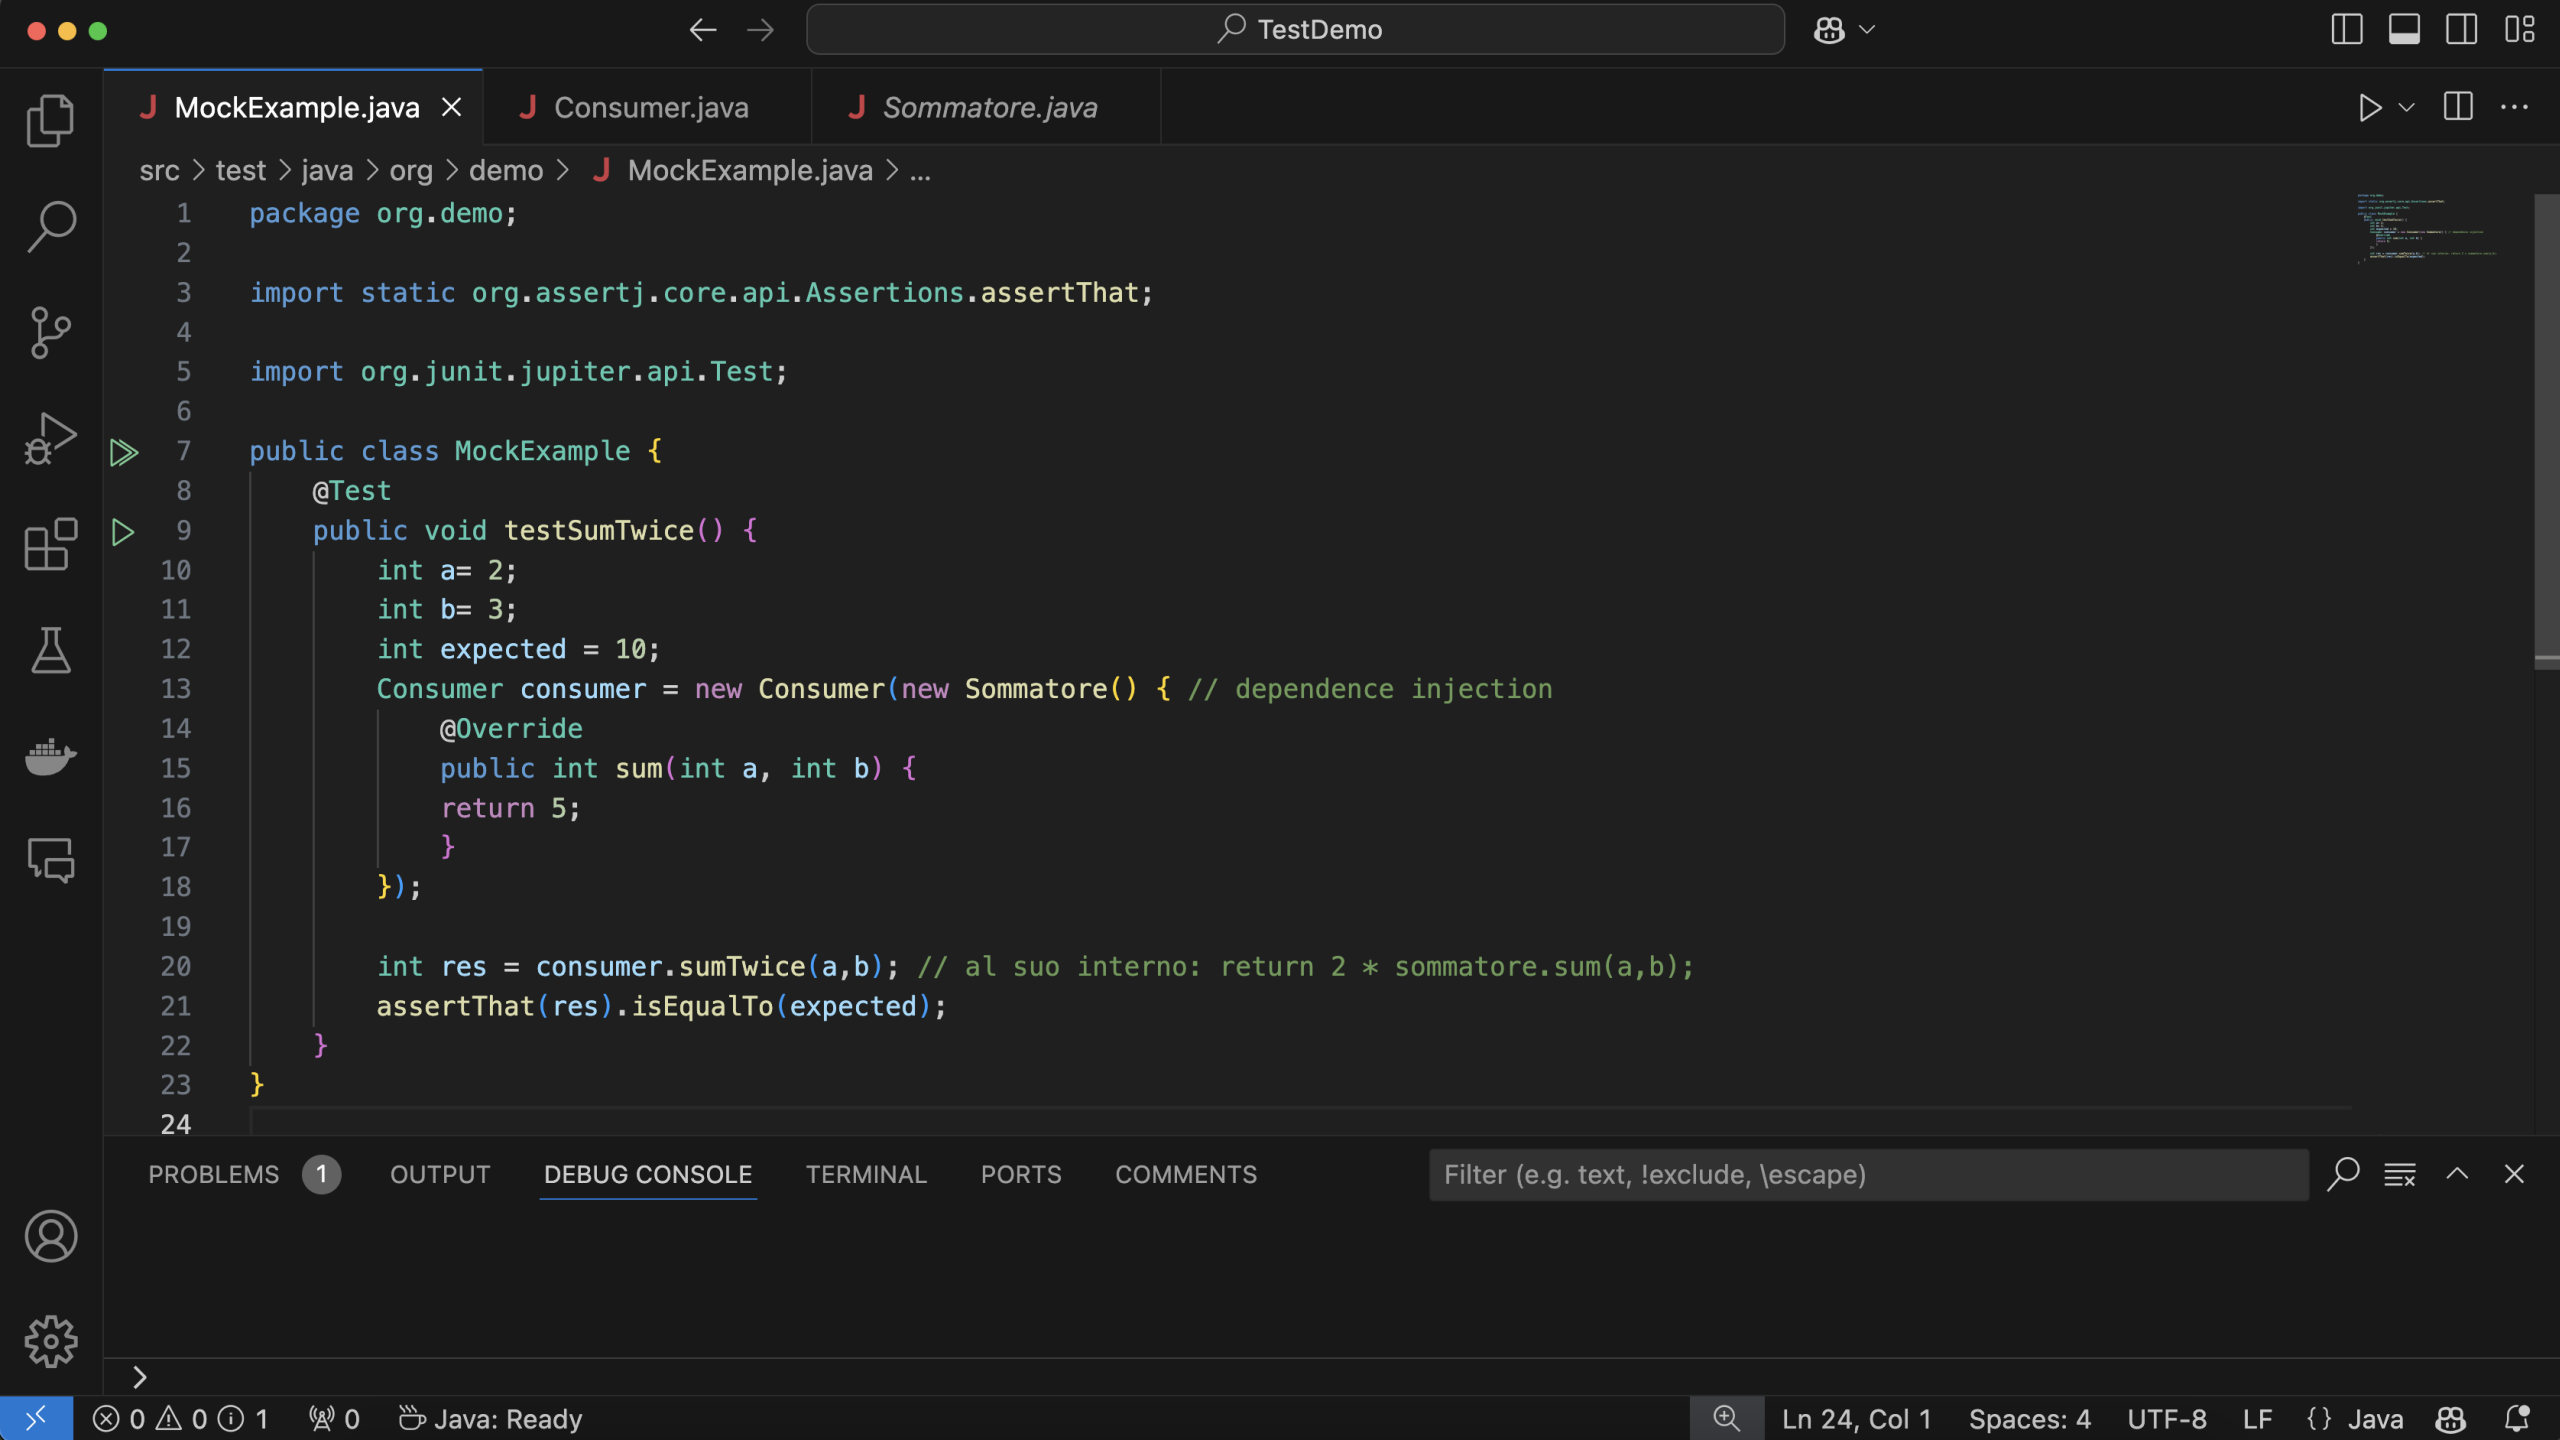 TestDemo
MockExample.java
Consumer.java
Sommatore.java
src > test > java > org > demo > J MockExample.java > ...
1 package org.demo;
2
3 import static org.assertj.core.api.Assertions.assertThat;
4
5 import org.junit.jupiter.api.Test;
6
7 public class MockExample {
8 @Test
9 public void testSumTwice() {
10 int a= 2;
11 int b= 3;
12 int expected = 10;
13 Consumer consumer = new Consumer(new Sommatore() { // dependence injection
14 @Override
15 public int sum(int a, int b) {
16 return 5;
17 }
18 });
19
20 int res = consumer.sumTwice(a,b); // al suo interno: return 2 * sommatore.sum(a,b);
21 assertThat(res).isEqualTo(expected);
22 }
23 }
24
PROBLEMS 1 OUTPUT DEBUG CONSOLE TERMINAL PORTS COMMENTS
Filter (e.g. text, !exclude, \escape)
0 0 1 0 Java: Ready
Ln 24, Col 1 Spaces: 4 UTF-8 LF {} Java